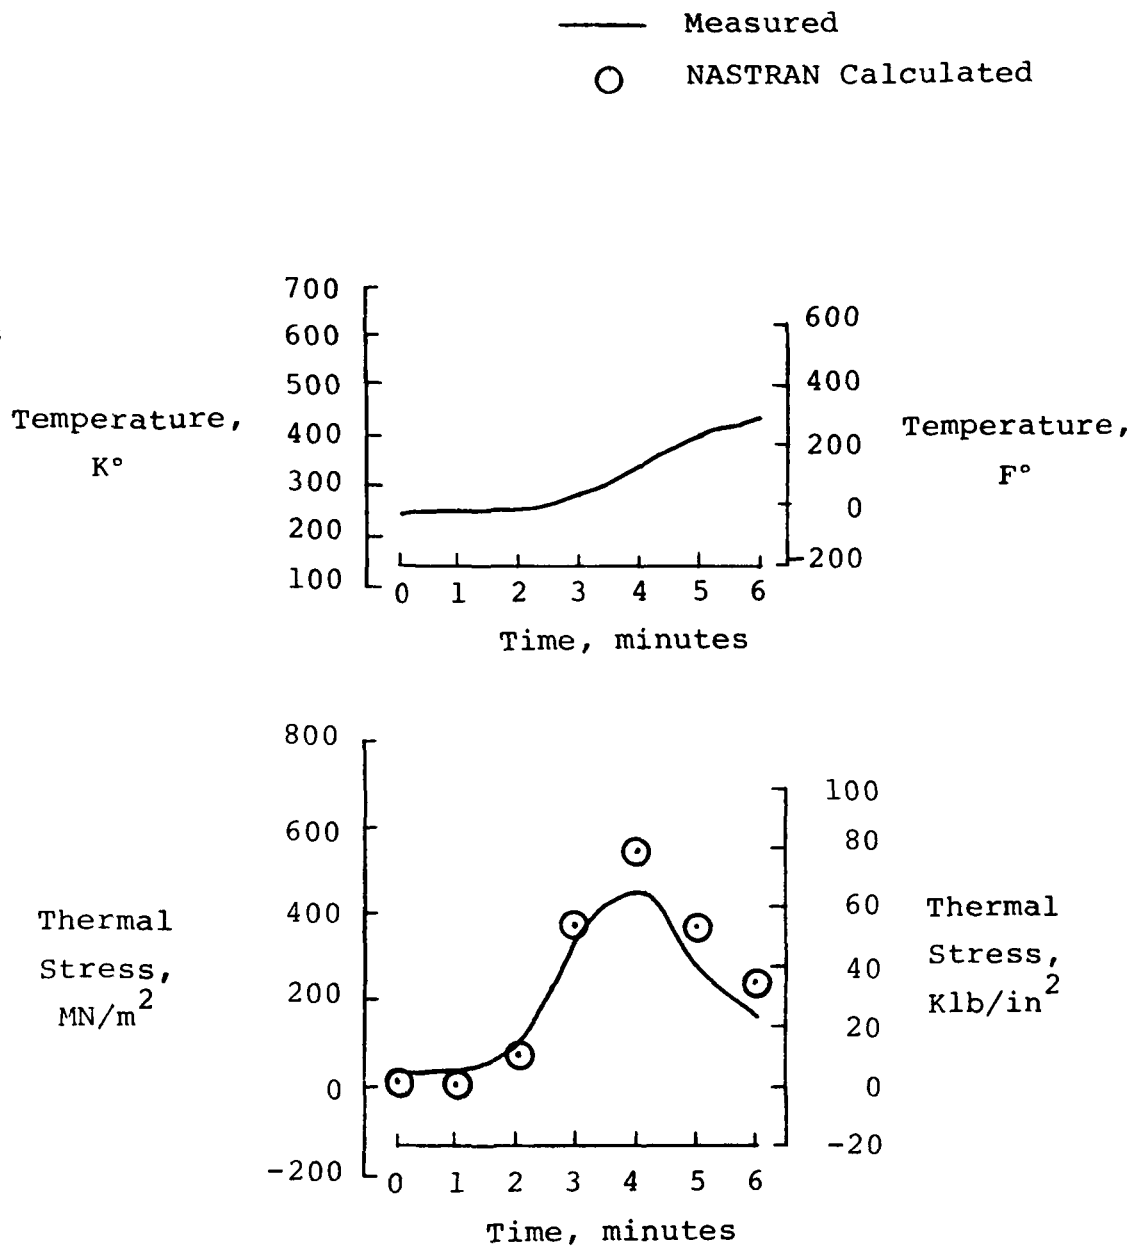 Measured
NASTRAN Calculated
700
600
500
400
300
200
100
Temperature,
K°
600
400
200
0
-200
Temperature,
F°
0 1 2 3 4 5 6
Time, minutes
800
600
400
200
0
-200
Thermal
Stress,
MN/m²
100
80
60
40
20
0
-20
Thermal
Stress,
Klb/in²
0 1 2 3 4 5 6
Time, minutes